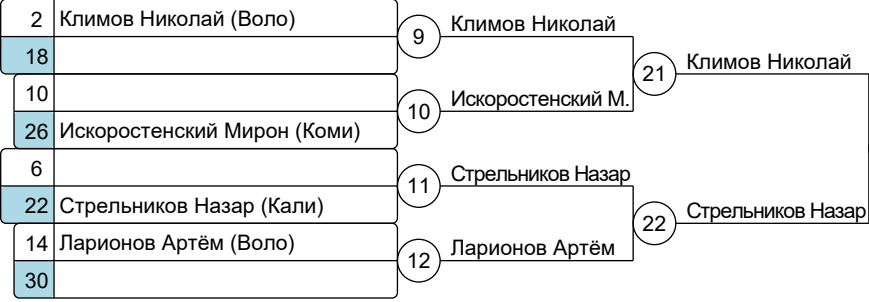 2 Климов Николай (Воло)
18
10
26 Искоростенский Мирон (Коми)
6
22 Стрельников Назар (Кали)
14 Ларионов Артём (Воло)
30
9 Климов Николай
10 Искоростенский М.
11 Стрельников Назар
12 Ларионов Артём
21 Климов Николай
22 Стрельников Назар